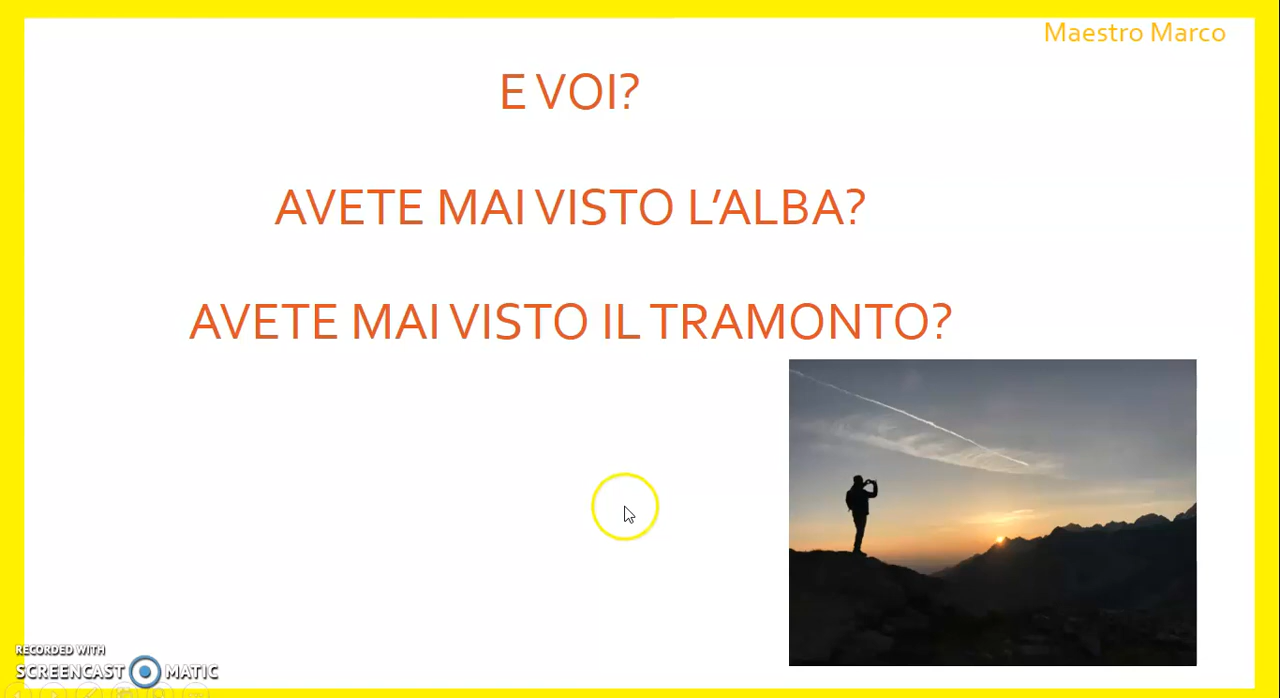 Maestro Marco
E VOI?
AVETE MAI VISTO L’ALBA?
AVETE MAI VISTO IL TRAMONTO?
RECORDED WITH
SCREENCAST MATIC